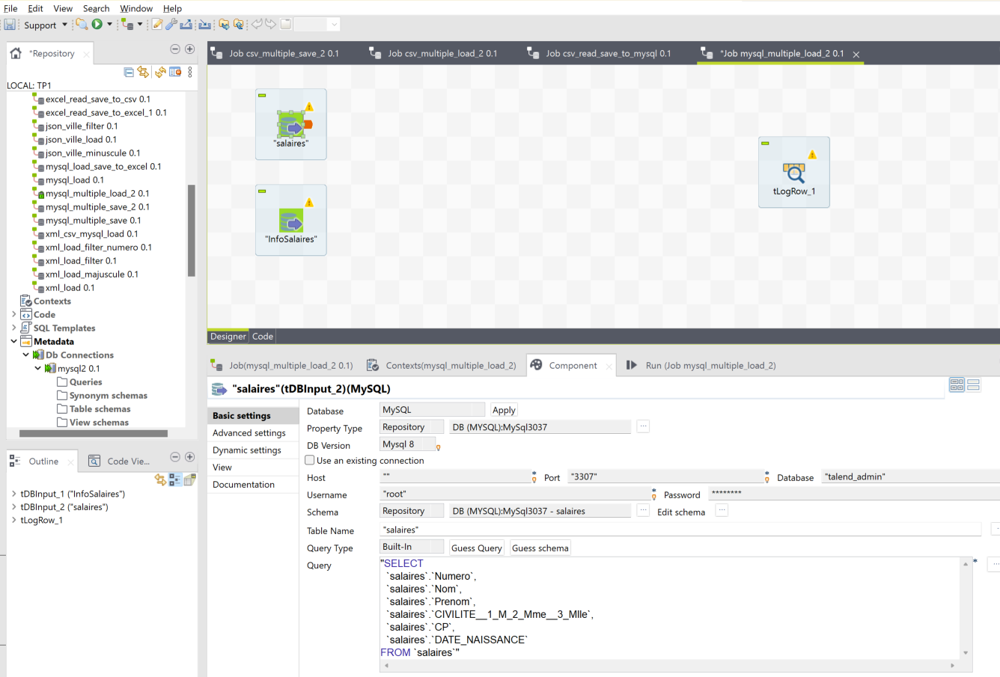 File Edit View Search Window Help
Support
*Repository
LOCAL: TP1
excel_read_save_to_csv 0.1
excel_read_save_to_excel_1 0.1
json_ville_filter 0.1
json_ville_load 0.1
json_ville_minuscule 0.1
mysql_load_save_to_excel 0.1
mysql_load 0.1
mysql_multiple_load_2 0.1
mysql_multiple_save_2 0.1
mysql_multiple_save 0.1
xml_csv_mysql_load 0.1
xml_load_filter_numero 0.1
xml_load_filter 0.1
xml_load_majuscule 0.1
xml_load 0.1
Contexts
Code
SQL Templates
Metadata
Db Connections
mysql2 0.1
Queries
Synonym schemas
Table schemas
View schemas
Outline
Code Vie...
tDBInput_1 ("InfoSalaires")
tDBInput_2 ("salaires")
tLogRow_1
Job csv_multiple_save_2 0.1
Job csv_multiple_load_2 0.1
Job csv_read_save_to_mysql 0.1
*Job mysql_multiple_load_2 0.1
"salaires"
"InfoSalaires"
tLogRow_1
Designer Code
Job(mysql_multiple_load_2 0.1)
Contexts(mysql_multiple_load_2)
Component
Run (Job mysql_multiple_load_2)
"salaires"(tDBInput_2)(MySQL)
Basic settings
Advanced settings
Dynamic settings
View
Documentation
Database MySQL Apply
Property Type Repository DB (MYSQL):MySql3037 ...
DB Version Mysql 8
Use an existing connection
Host "" * Port "3307" * Database "talend_admin"
Username "root" * Password ********
Schema Repository DB (MYSQL):MySql3037 - salaires ... Edit schema ...
Table Name "salaires"
Query Type Built-In Guess Query Guess schema
Query "SELECT * ...
`salaires`.`Numero`,
`salaires`.`Nom`,
`salaires`.`Prenom`,
`salaires`.`CIVILITE__1_M_2_Mme__3_Mlle`,
`salaires`.`CP`,
`salaires`.`DATE_NAISSANCE`
FROM `salaires`"